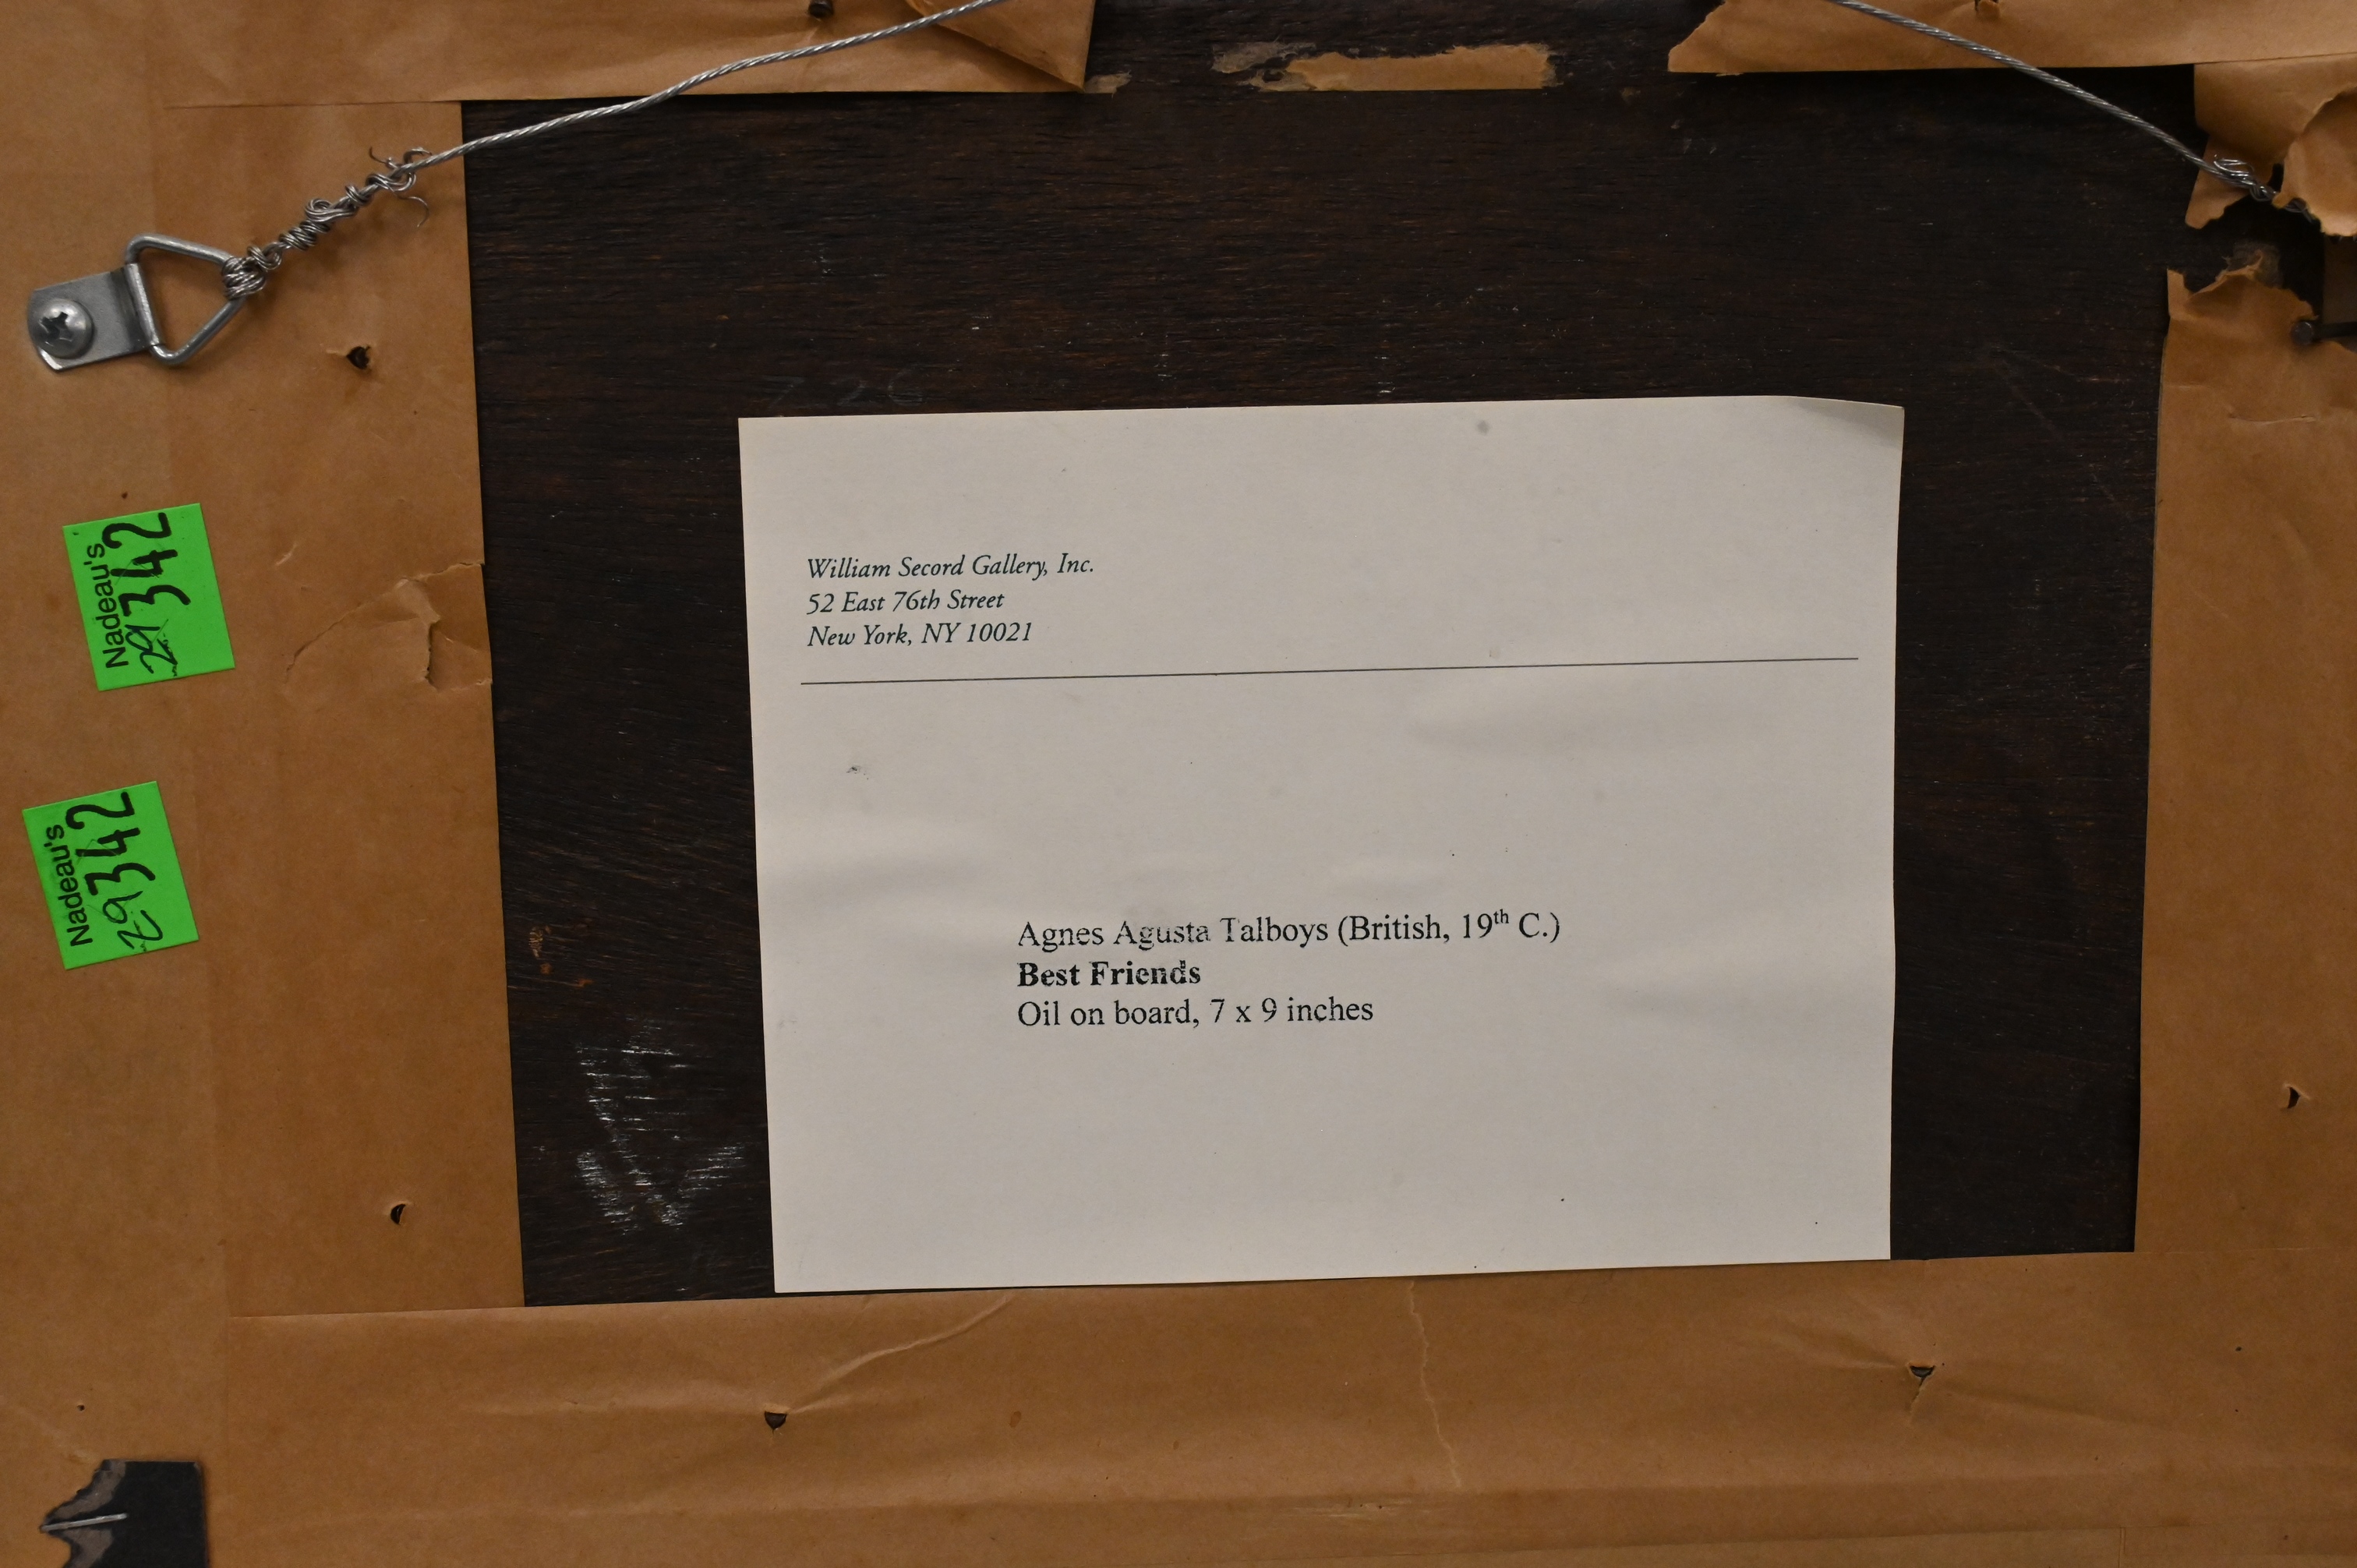 William Secord Gallery, Inc.
52 East 76th Street
New York, NY 10021
Agnes Agusta Talboys (British, 19th C.)
Best Friends
Oil on board, 7 x 9 inches
Nadeau's
29342
Nadeau's
29342